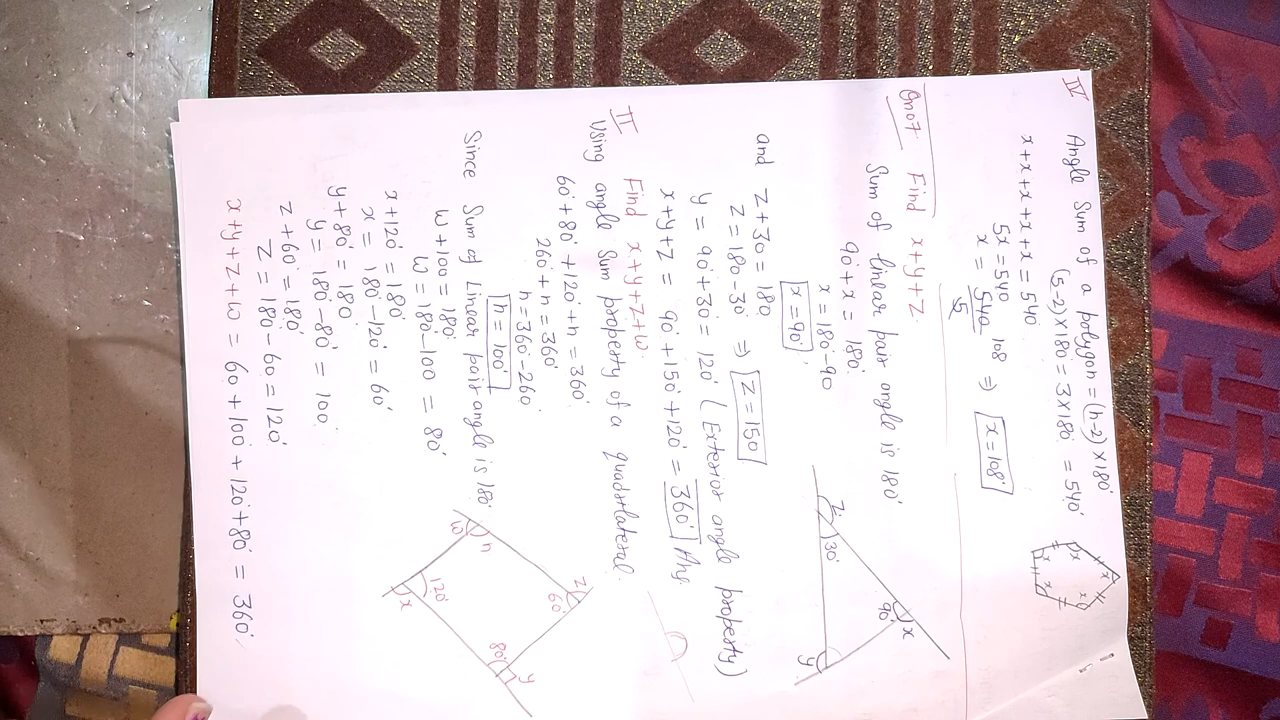 IV Angle Sum of a polygon = (n-2) × 180°
(5-2) × 180 = 3 × 180° = 540°
x + x + x + x + x = 540°
5x = 540
x = 540/5 108 ⇒ x = 108°
x
x
x
x
x
Qno7. Find x+y+z.
Sum of linear pair angle is 180°
90° + x = 180°
x = 180° - 90
x = 90°
and z + 30 = 180
z = 180 - 30° ⇒ z = 150
y = 90° + 30 = 120° (Exterior angle property)
x + y + z = 90° + 150° + 120° = 360° Ans
z
30°
90°
x
y
II Find x+y+z+w.
Using angle sum property of a quadrilateral.
60° + 80° + 120° + n = 360°
260° + n = 360°
n = 360° - 260°
n = 100°
Since Sum of Linear pair angle is 180°
w + 100 = 180°
w = 180° - 100 = 80°
x + 120° = 180°
x = 180° - 120° = 60°
y + 80° = 180
y = 180° - 80° = 100
z + 60° = 180°
z = 180° - 60 = 120°
x + y + z + w = 60 + 100 + 120 + 80° = 360°
w
n
z
60°
120°
x
80°
y